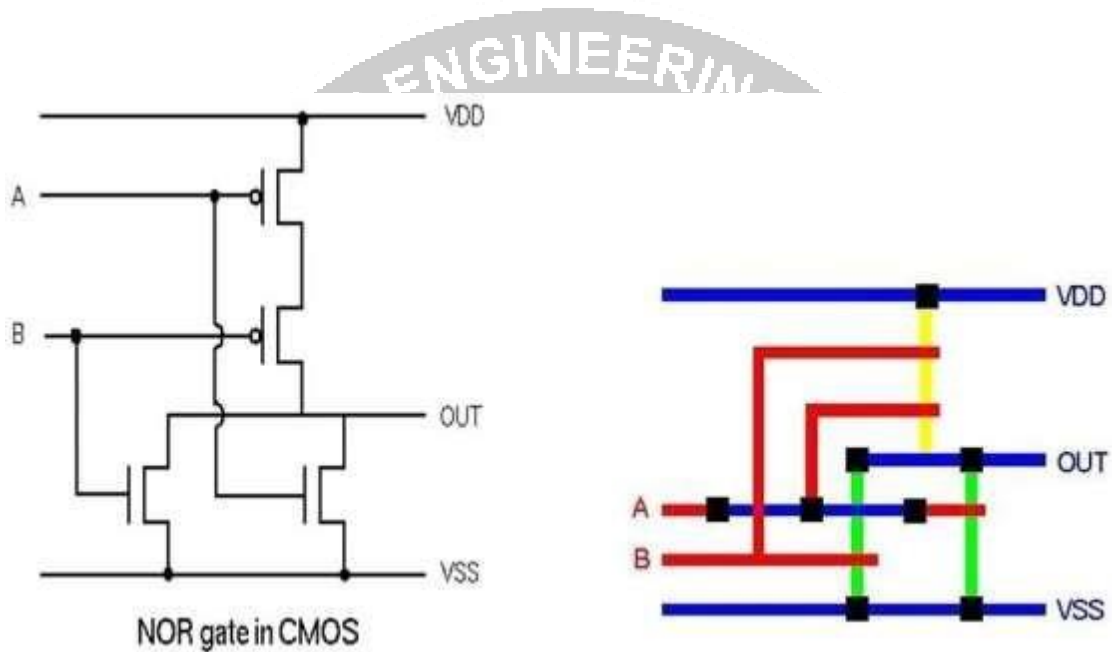 ENGINEERIN
VDD
A
B
OUT
VSS
NOR gate in CMOS
VDD
OUT
A
B
VSS